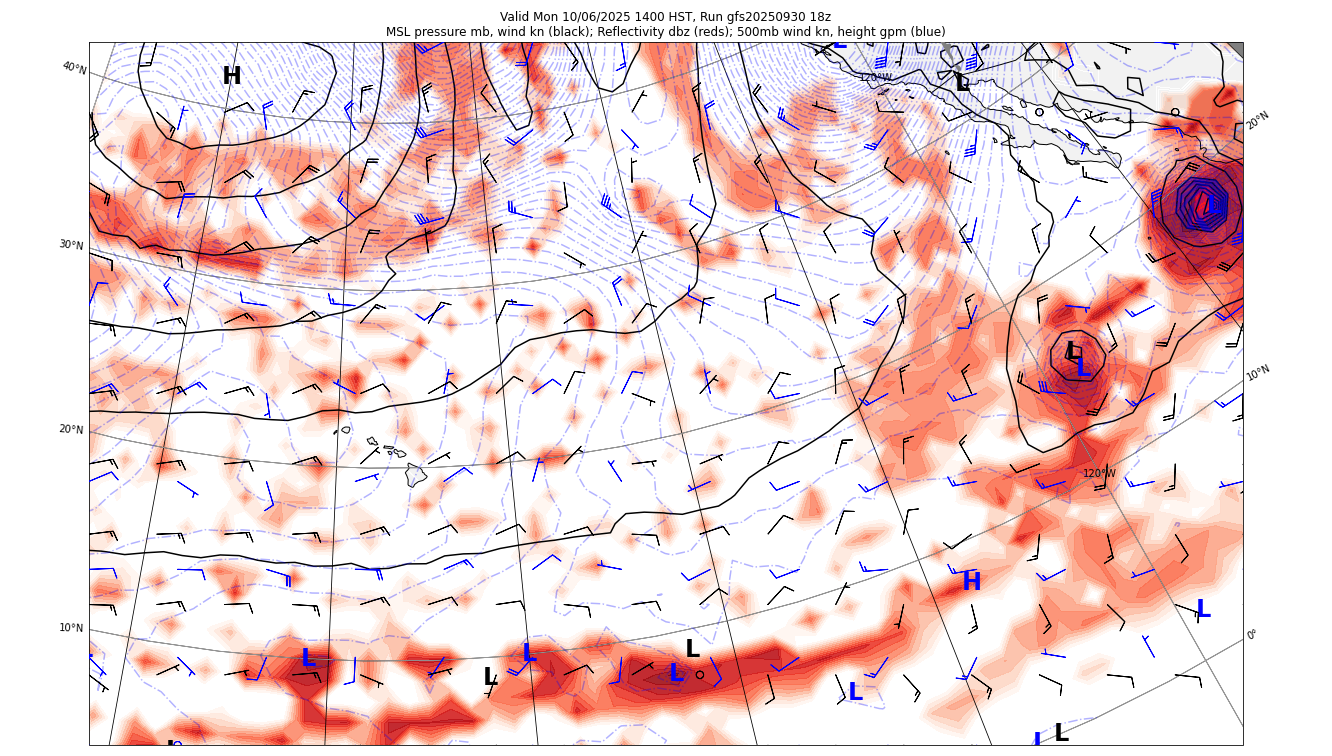 Valid Mon 10/06/2025 1400 HST, Run gfs20250930 18z
MSL pressure mb, wind kn (black); Reflectivity dbz (reds); 500mb wind kn, height gpm (blue)
L
40°N
H
120°W
L
20°N
L
30°N
L
L
10°N
20°N
120°W
H
L
10°N
0°
L
L
L
L
L
L
L
L
L